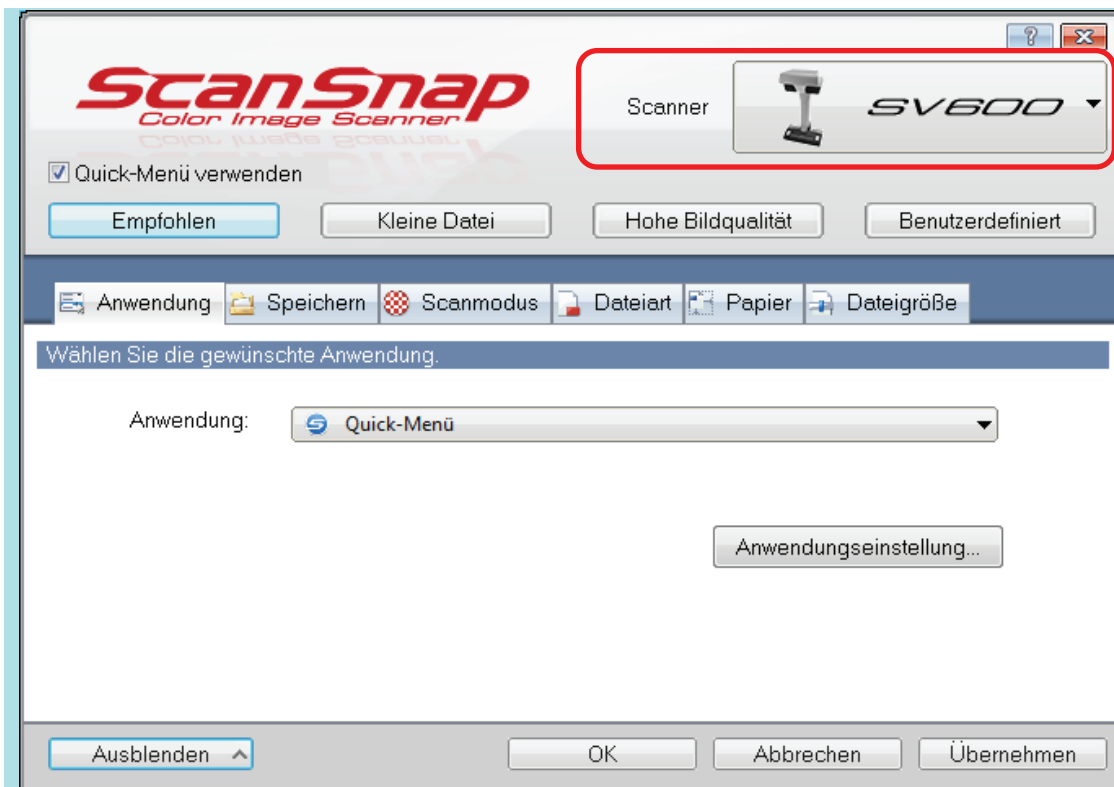 ScanSnap
Color Image Scanner
Scanner
SV600
Quick-Menü verwenden
Empfohlen
Kleine Datei
Hohe Bildqualität
Benutzerdefiniert
Anwendung
Speichern
Scanmodus
Dateiart
Papier
Dateigröße
Wählen Sie die gewünschte Anwendung.
Anwendung:
Quick-Menü
Anwendungseinstellung...
Ausblenden
OK
Abbrechen
Übernehmen